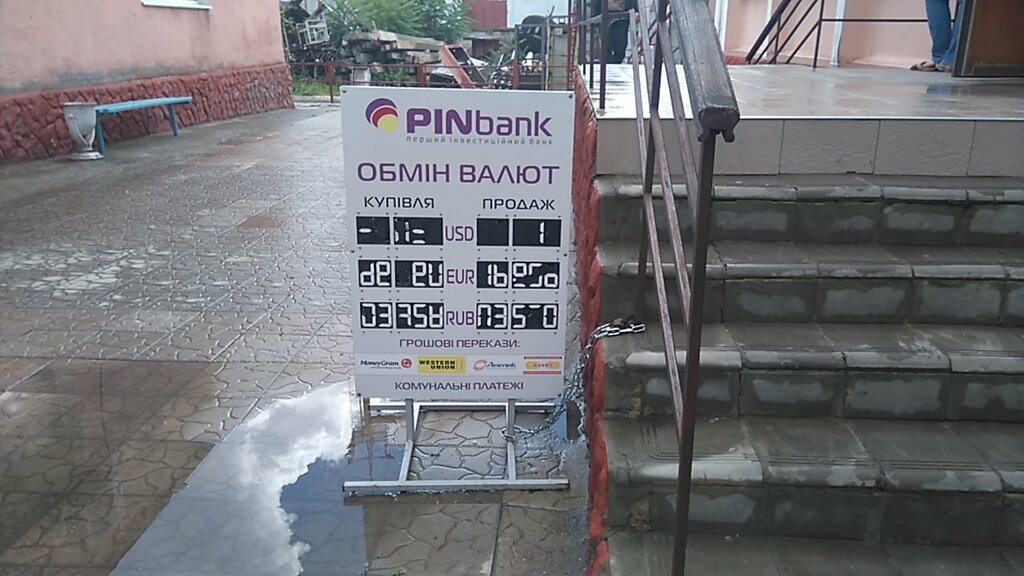 PINbank
перший інвестиційний банк
ОБМІН ВАЛЮТ
КУПІВЛЯ ПРОДАЖ
USD
EUR
RUB
ГРОШОВІ ПЕРЕКАЗИ:
MoneyGram WESTERN UNION
КОМУНАЛЬНІ ПЛАТЕЖІ